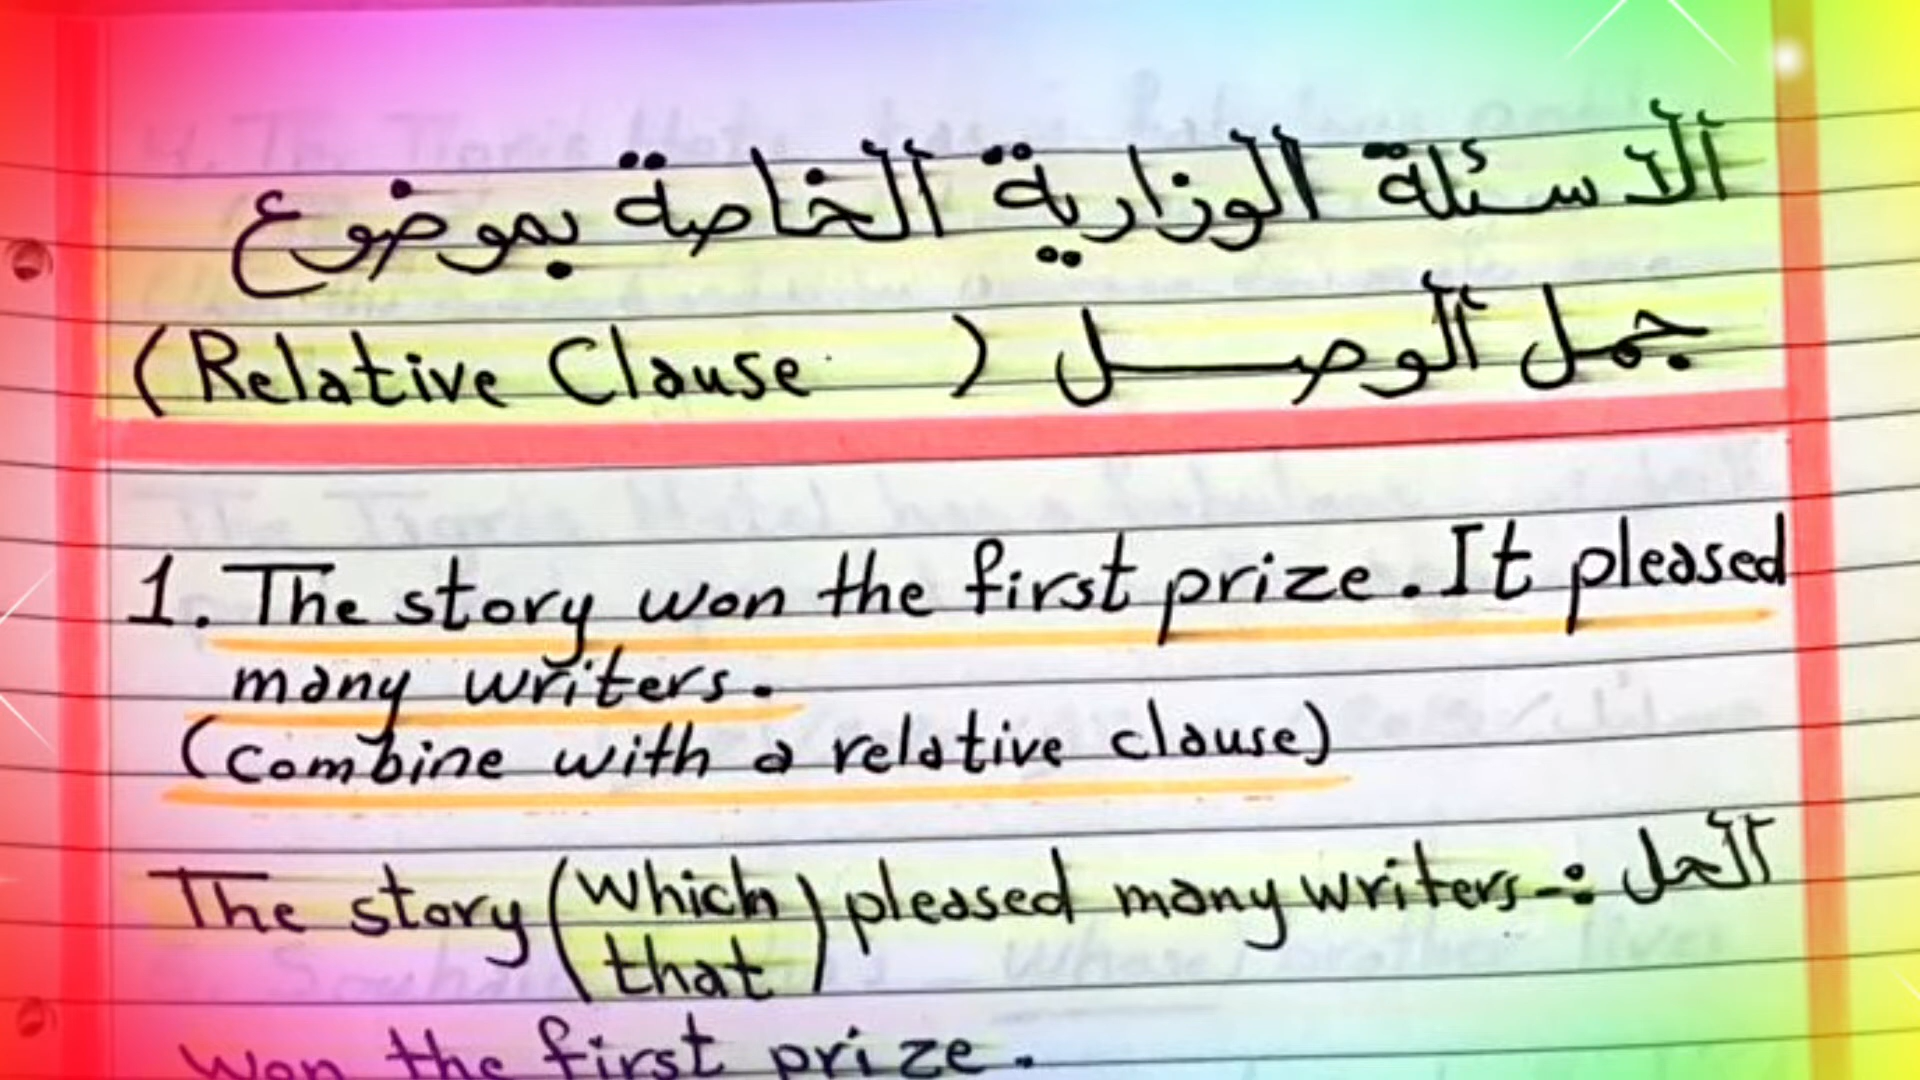 الاسئلة الوزارية الخاصة بموضوع
جمل الوصل (Relative Clause)
1. The story won the first prize. It pleased
many writers.
(combine with a relative clause)
الحل :- The story (which / that) pleased many writers
won the first prize.